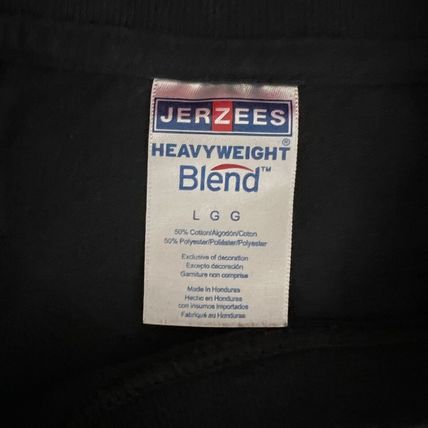 JERZEES
HEAVYWEIGHT®
Blend™
L G G
50% Cotton/Algodón/Coton
50% Polyester/Poliéster/Polyester
Exclusive of decoration
Excepto decoración
Garniture non comprise
Made in Honduras
Hecho en Honduras
con insumos importados
Fabriqué au Honduras